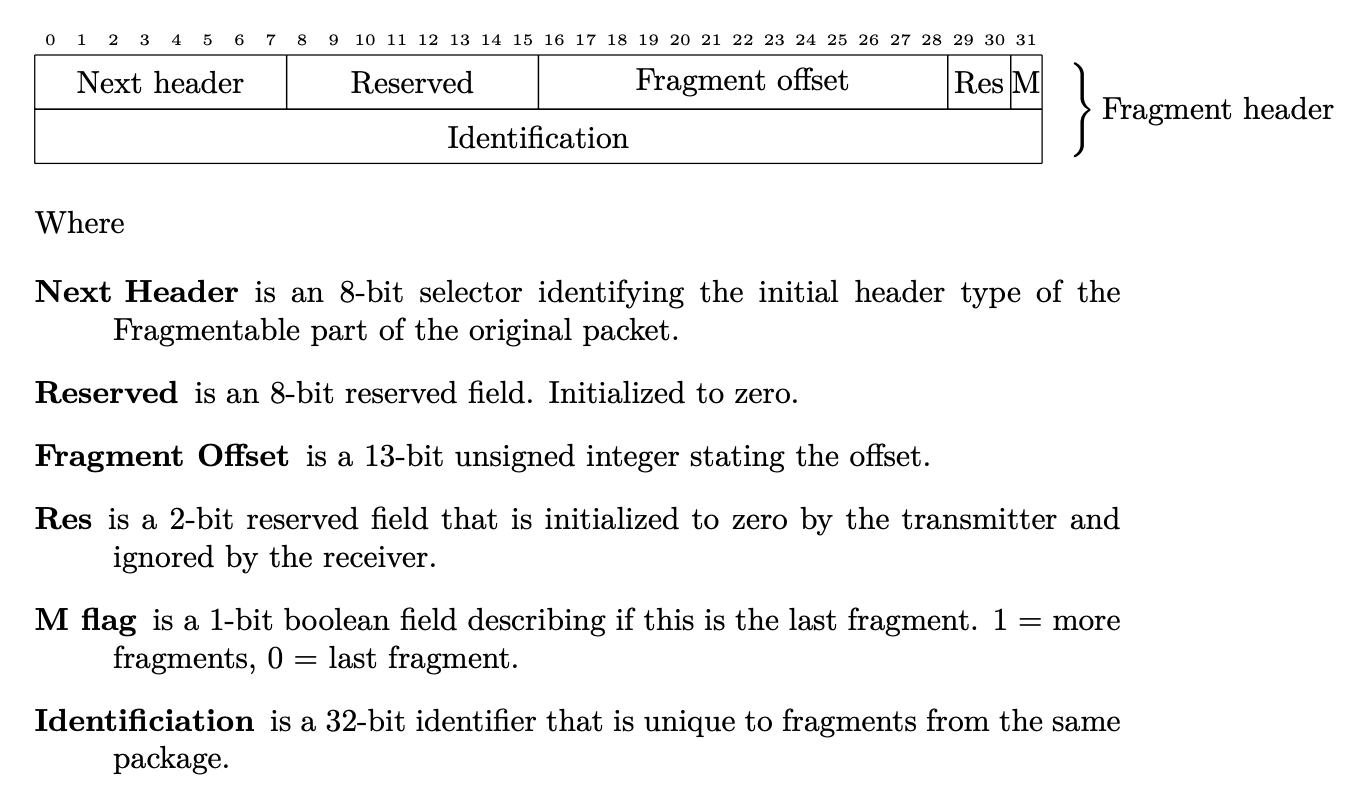 0 1 2 3 4 5 6 7 8 9 10 11 12 13 14 15 16 17 18 19 20 21 22 23 24 25 26 27 28 29 30 31
Next header Reserved Fragment offset Res M
Fragment header
Identification
Where
Next Header is an 8-bit selector identifying the initial header type of the
Fragmentable part of the original packet.
Reserved is an 8-bit reserved field. Initialized to zero.
Fragment Offset is a 13-bit unsigned integer stating the offset.
Res is a 2-bit reserved field that is initialized to zero by the transmitter and
ignored by the receiver.
M flag is a 1-bit boolean field describing if this is the last fragment. 1 = more
fragments, 0 = last fragment.
Identificiation is a 32-bit identifier that is unique to fragments from the same
package.